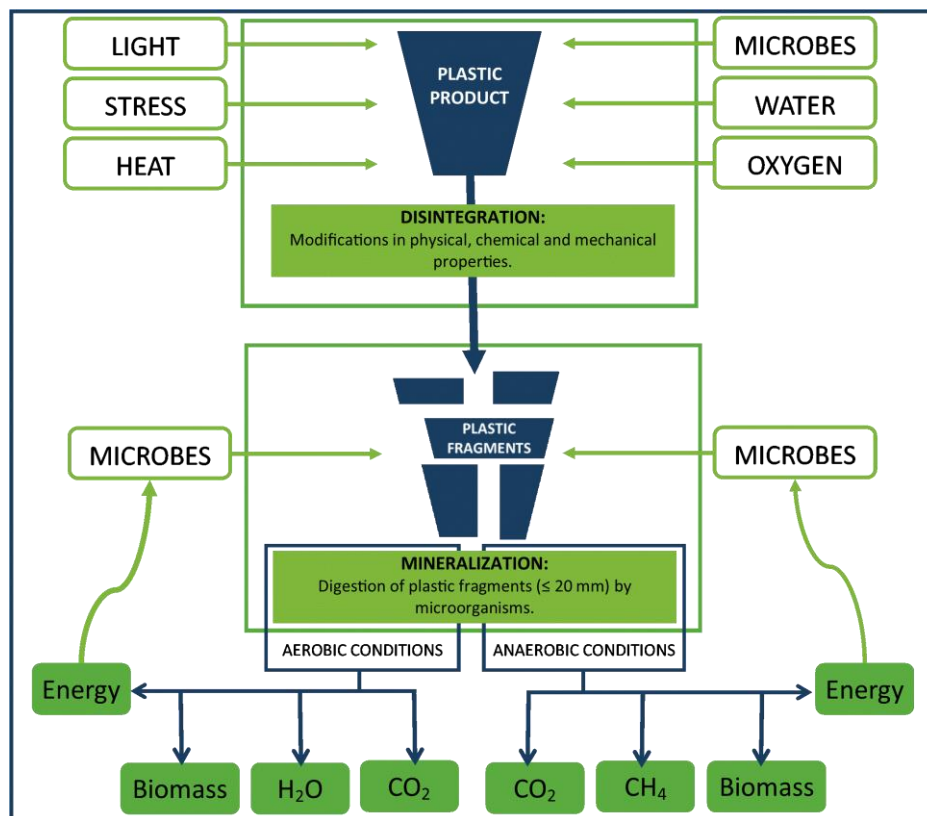 LIGHT
STRESS
HEAT
PLASTIC
PRODUCT
MICROBES
WATER
OXYGEN
DISINTEGRATION:
Modifications in physical, chemical and mechanical
properties.
MICROBES
PLASTIC
FRAGMENTS
MICROBES
MINERALIZATION:
Digestion of plastic fragments (≤ 20 mm) by
microorganisms.
AEROBIC CONDITIONS
ANAEROBIC CONDITIONS
Energy
Energy
Biomass
H₂O
CO₂
CO₂
CH₄
Biomass